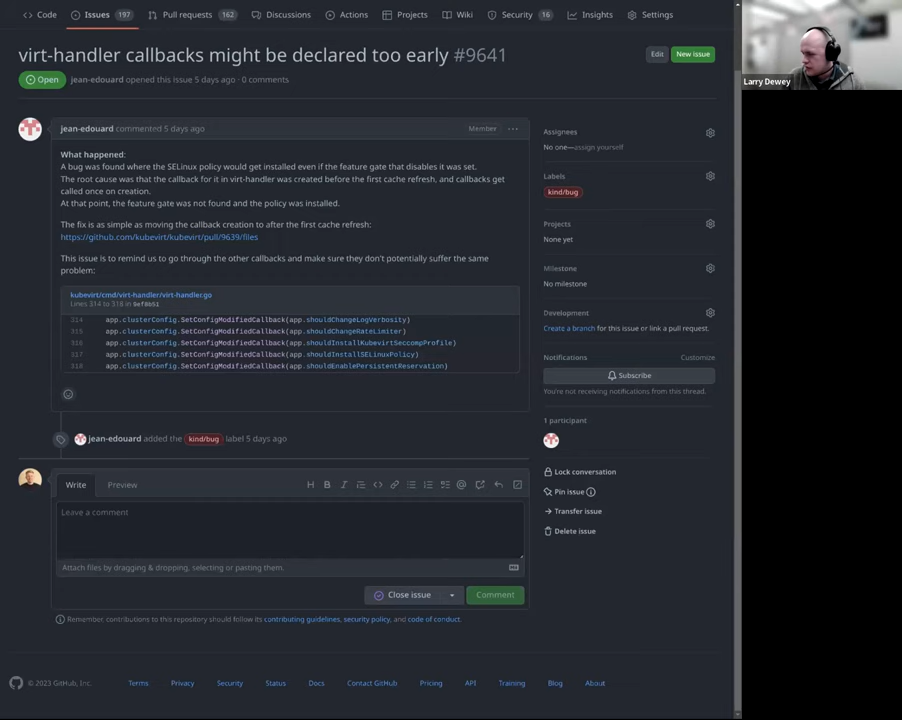 Code
Issues 197
Pull requests 162
Discussions
Actions
Projects
Wiki
Security 16
Insights
Settings
virt-handler callbacks might be declared too early #9641
Edit
New issue
Open
jean-edouard opened this issue 5 days ago · 0 comments
jean-edouard commented 5 days ago
Member
What happened:
A bug was found where the SELinux policy would get installed even if the feature gate that disables it was set.
The root cause was that the callback for it in virt-handler was created before the first cache refresh, and callbacks get
called once on creation.
At that point, the feature gate was not found and the policy was installed.
The fix is as simple as moving the callback creation to after the first cache refresh:
https://github.com/kubevirt/kubevirt/pull/9639/files
This issue is to remind us to go through the other callbacks and make sure they don't potentially suffer the same
problem:
kubevirt/cmd/virt-handler/virt-handler.go
Lines 314 to 318 in 5ef8b51
314 app.clusterConfig.SetConfigModifiedCallback(app.shouldChangeLogVerbosity)
315 app.clusterConfig.SetConfigModifiedCallback(app.shouldChangeRateLimiter)
316 app.clusterConfig.SetConfigModifiedCallback(app.shouldInstallKubevirtSeccompProfile)
317 app.clusterConfig.SetConfigModifiedCallback(app.shouldInstallSELinuxPolicy)
318 app.clusterConfig.SetConfigModifiedCallback(app.shouldEnablePersistentReservation)
jean-edouard added the kind/bug label 5 days ago
Write
Preview
Leave a comment
Attach files by dragging & dropping, selecting or pasting them.
Close issue
Comment
Remember, contributions to this repository should follow its contributing guidelines, security policy, and code of conduct.
Assignees
No one—assign yourself
Labels
kind/bug
Projects
None yet
Milestone
No milestone
Development
Create a branch for this issue or link a pull request.
Notifications
Customize
Subscribe
You're not receiving notifications from this thread.
1 participant
Lock conversation
Pin issue
Transfer issue
Delete issue
© 2023 GitHub, Inc.
Terms
Privacy
Security
Status
Docs
Contact GitHub
Pricing
API
Training
Blog
About
Larry Dewey